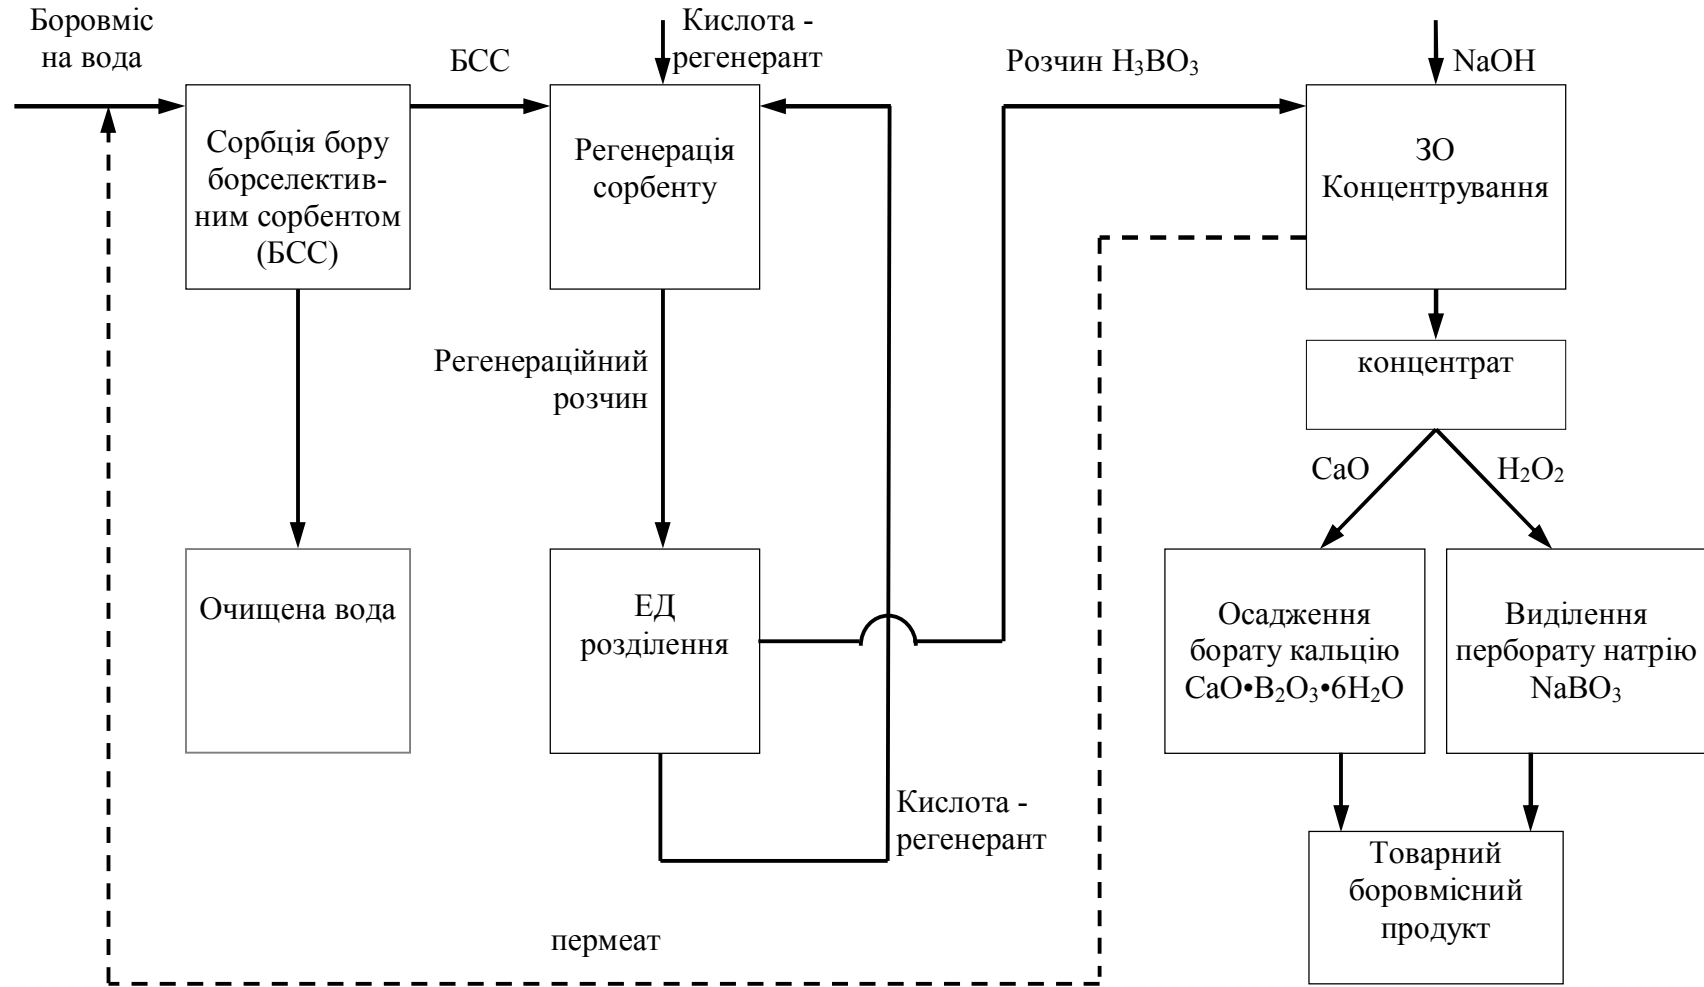 Боровміс
на вода
БСС
Кислота -
регенерант
Розчин H₃BO₃
NaOH
Сорбція бору
борселектив-
ним сорбентом
(БСС)
Регенерація
сорбенту
ЗО
Концентрування
Регенераційний
розчин
концентрат
CaO
H₂O₂
Очищена вода
ЕД
розділення
Осадження
борату кальцію
CaO•B₂O₃•6H₂O
Виділення
перборату натрію
NaBO₃
Кислота -
регенерант
Товарний
боровмісний
продукт
пермеат